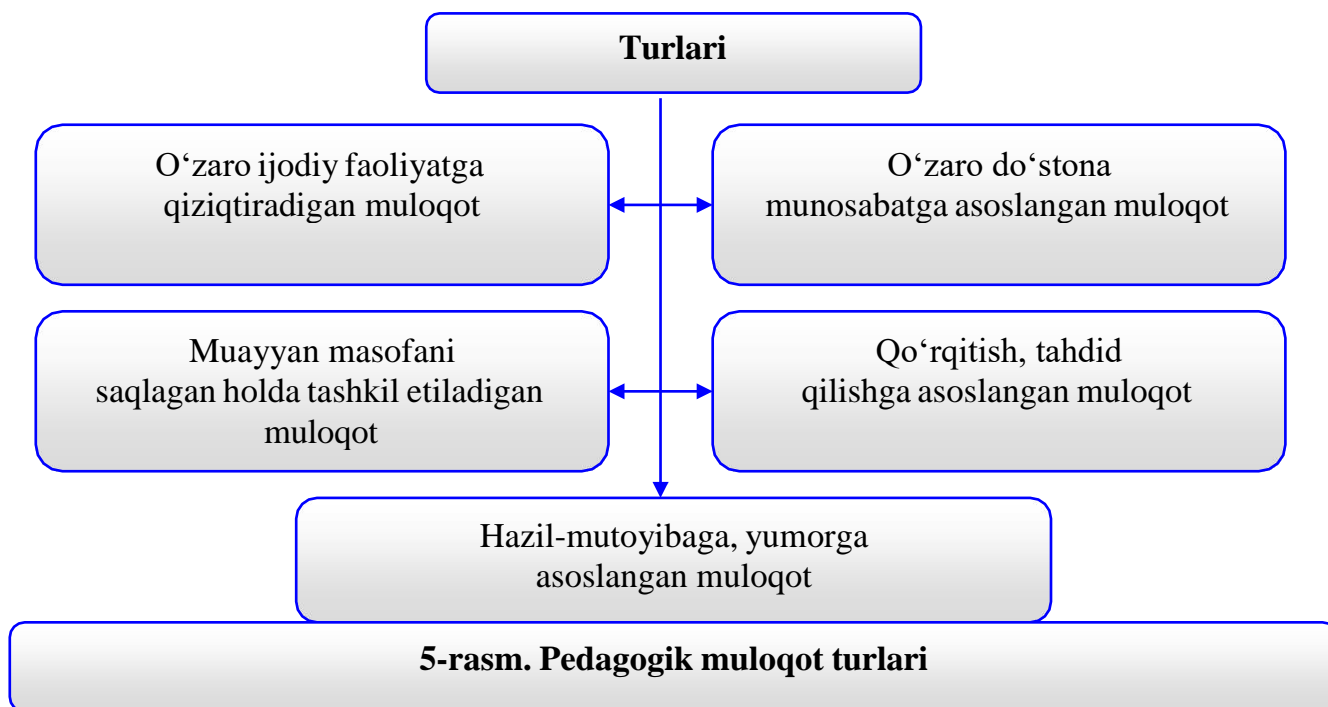 Turlari
O‘zaro ijodiy faoliyatga
qiziqtiradigan muloqot
O‘zaro do‘stona
munosabatga asoslangan muloqot
Muayyan masofani
saqlagan holda tashkil etiladigan
muloqot
Qo‘rqitish, tahdid
qilishga asoslangan muloqot
Hazil-mutoyibaga, yumorga
asoslangan muloqot
5-rasm. Pedagogik muloqot turlari